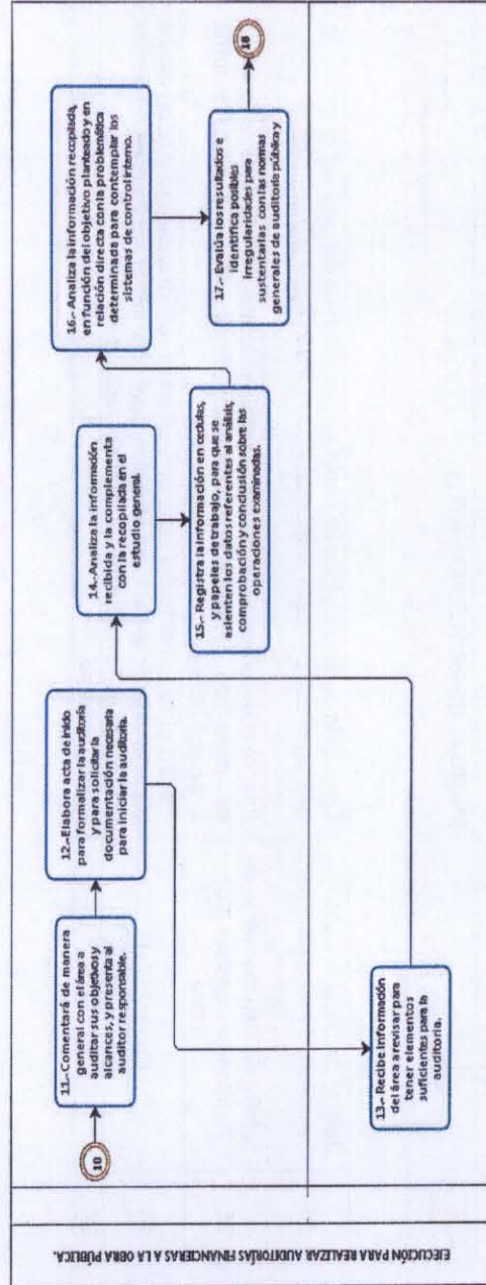 EJECUCIÓN PARA REALIZAR AUDITORÍAS FINANCIERAS A LA OBRA PÚBLICA.
10
11.- Comentará de manera
general con el área a
auditar sus objetivos y
alcances, y presenta al
auditor responsable.
12.- Elabora acta de inicio
para formalizar la auditoría
y para solicitar la
documentación necesaria
para iniciar la auditoría.
13.- Recibe información
del área a revisar para
tener elementos
suficientes para la
auditoría.
14.- Analiza la información
recibida y la complementa
con la recopilada en el
estudio general.
15.- Registra la información en cedulas,
y papeles de trabajo, para que se
asienten los datos referentes al análisis,
comprobación y conclusión sobre las
operaciones examinadas.
16.- Analiza la información recopilada,
en función del objetivo planteado y en
relación directa con la problemática
determinada para contemplar los
sistemas de control interno.
17.- Evalúa los resultados e
identifica posibles
irregularidades para
sustentarlas con las normas
generales de auditoría pública y
18